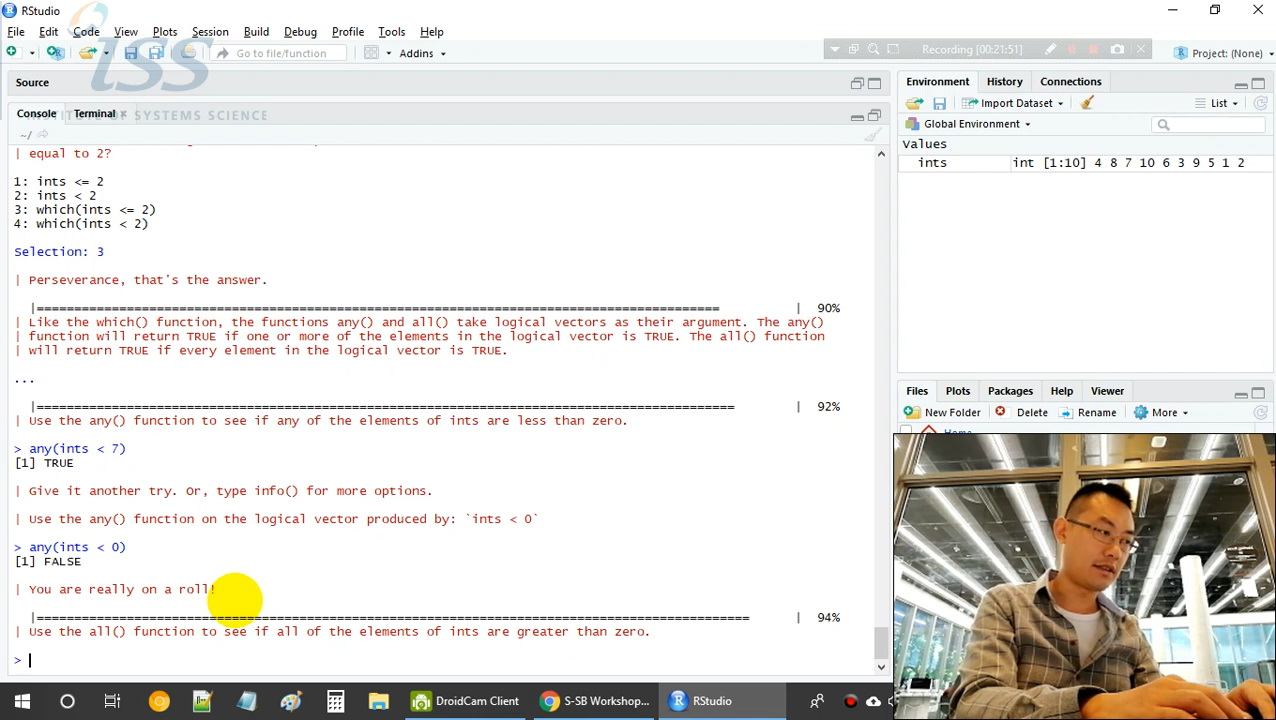 RStudio
File Edit Code View Plots Session Build Debug Profile Tools Help
Go to file/function Addins
Recording [00:21:51]
Project: (None)
iss
INSTITUTE OF SYSTEMS SCIENCE
Source
Console Terminal ×
~/
| equal to 2?
1: ints <= 2
2: ints < 2
3: which(ints <= 2)
4: which(ints < 2)
Selection: 3
| Perseverance, that's the answer.
|=========================================================================================== | 90%
| Like the which() function, the functions any() and all() take logical vectors as their argument. The any()
| function will return TRUE if one or more of the elements in the logical vector is TRUE. The all() function
| will return TRUE if every element in the logical vector is TRUE.
...
|============================================================================================= | 92%
| Use the any() function to see if any of the elements of ints are less than zero.
> any(ints < 7)
[1] TRUE
| Give it another try. Or, type info() for more options.
| Use the any() function on the logical vector produced by: `ints < 0`
> any(ints < 0)
[1] FALSE
| You are really on a roll!
|=============================================================================================== | 94%
| Use the all() function to see if all of the elements of ints are greater than zero.
>
Environment History Connections
Import Dataset List
Global Environment
Values
ints int [1:10] 4 8 7 10 6 3 9 5 1 2
Files Plots Packages Help Viewer
New Folder Delete Rename More
Home
DroidCam Client S-SB Workshop... RStudio